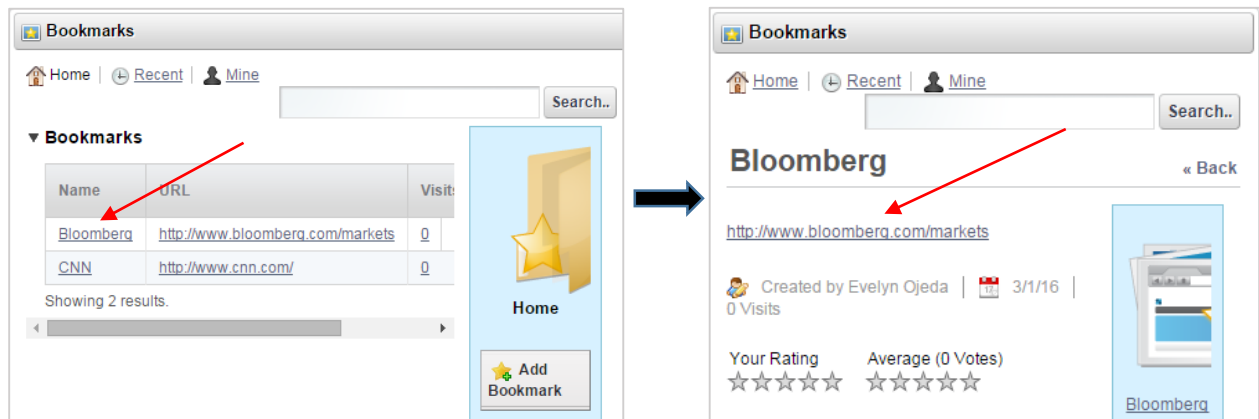 Bookmarks
Home | Recent | Mine
Search..
▼ Bookmarks
Name URL Visits
Bloomberg http://www.bloomberg.com/markets 0
CNN http://www.cnn.com/ 0
Showing 2 results.
Home
Add
Bookmark
Bookmarks
Home | Recent | Mine
Search..
Bloomberg
« Back
http://www.bloomberg.com/markets
Created by Evelyn Ojeda | 3/1/16 |
0 Visits
Your Rating Average (0 Votes)
Bloomberg